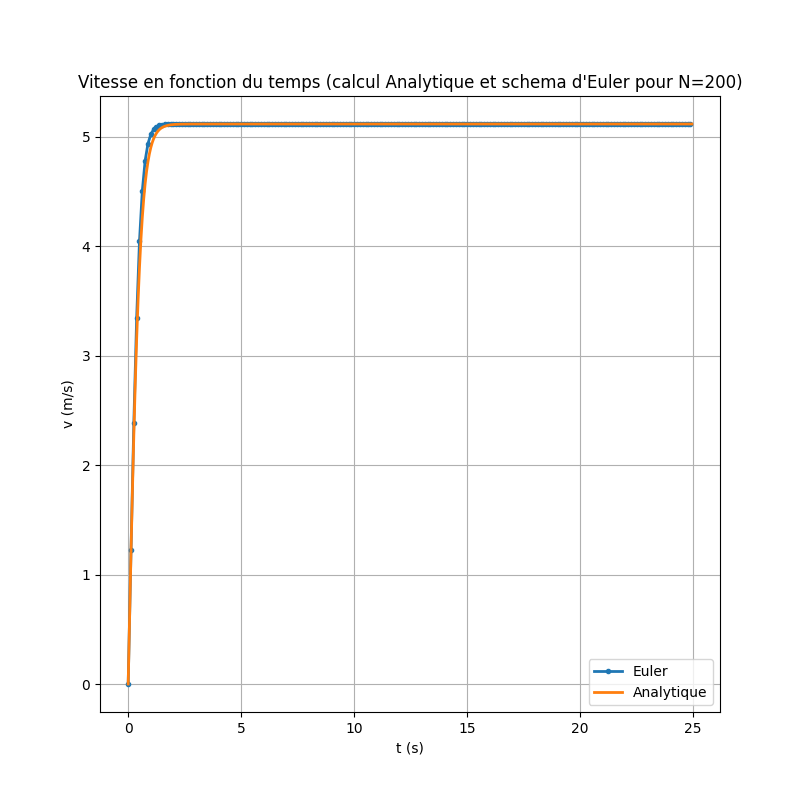 Vitesse en fonction du temps (calcul Analytique et schema d'Euler pour N=200)
v (m/s)
5
4
3
2
1
0
0 5 10 15 20 25
t (s)
Euler
Analytique